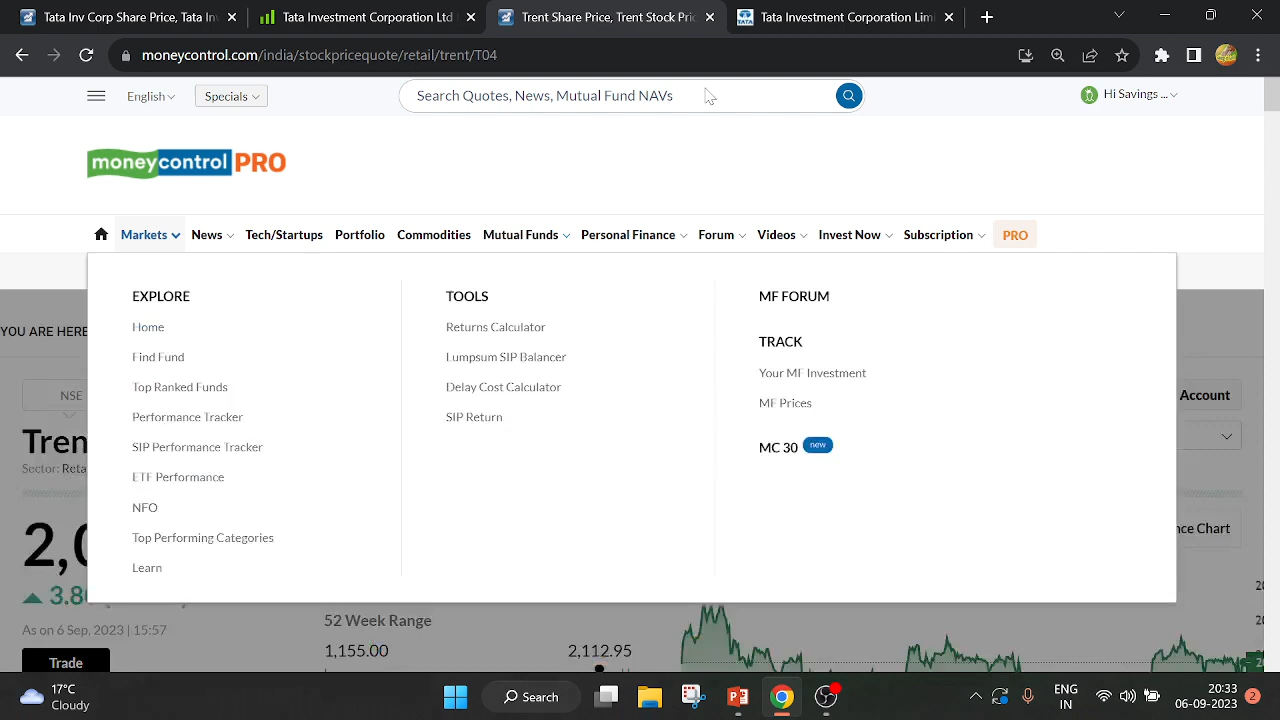 Tata Inv Corp Share Price, Tata Inv
Tata Investment Corporation Ltd
Trent Share Price, Trent Stock Pric
Tata Investment Corporation Limi
moneycontrol.com/india/stockpricequote/retail/trent/T04
English
Specials
Search Quotes, News, Mutual Fund NAVs
Hi Savings ...
moneycontrol PRO
Markets
News
Tech/Startups
Portfolio
Commodities
Mutual Funds
Personal Finance
Forum
Videos
Invest Now
Subscription
PRO
YOU ARE HERE
EXPLORE
Home
Find Fund
Top Ranked Funds
Performance Tracker
SIP Performance Tracker
ETF Performance
NFO
Top Performing Categories
Learn
TOOLS
Returns Calculator
Lumpsum SIP Balancer
Delay Cost Calculator
SIP Return
MF FORUM
TRACK
Your MF Investment
MF Prices
MC 30 new
NSE
Account
Tren
Sector: Reta
nce Chart
2,0
3.8
As on 6 Sep, 2023 | 15:57
Trade
52 Week Range
1,155.00
2,112.95
17°C
Cloudy
Search
ENG
IN
20:33
06-09-2023
2